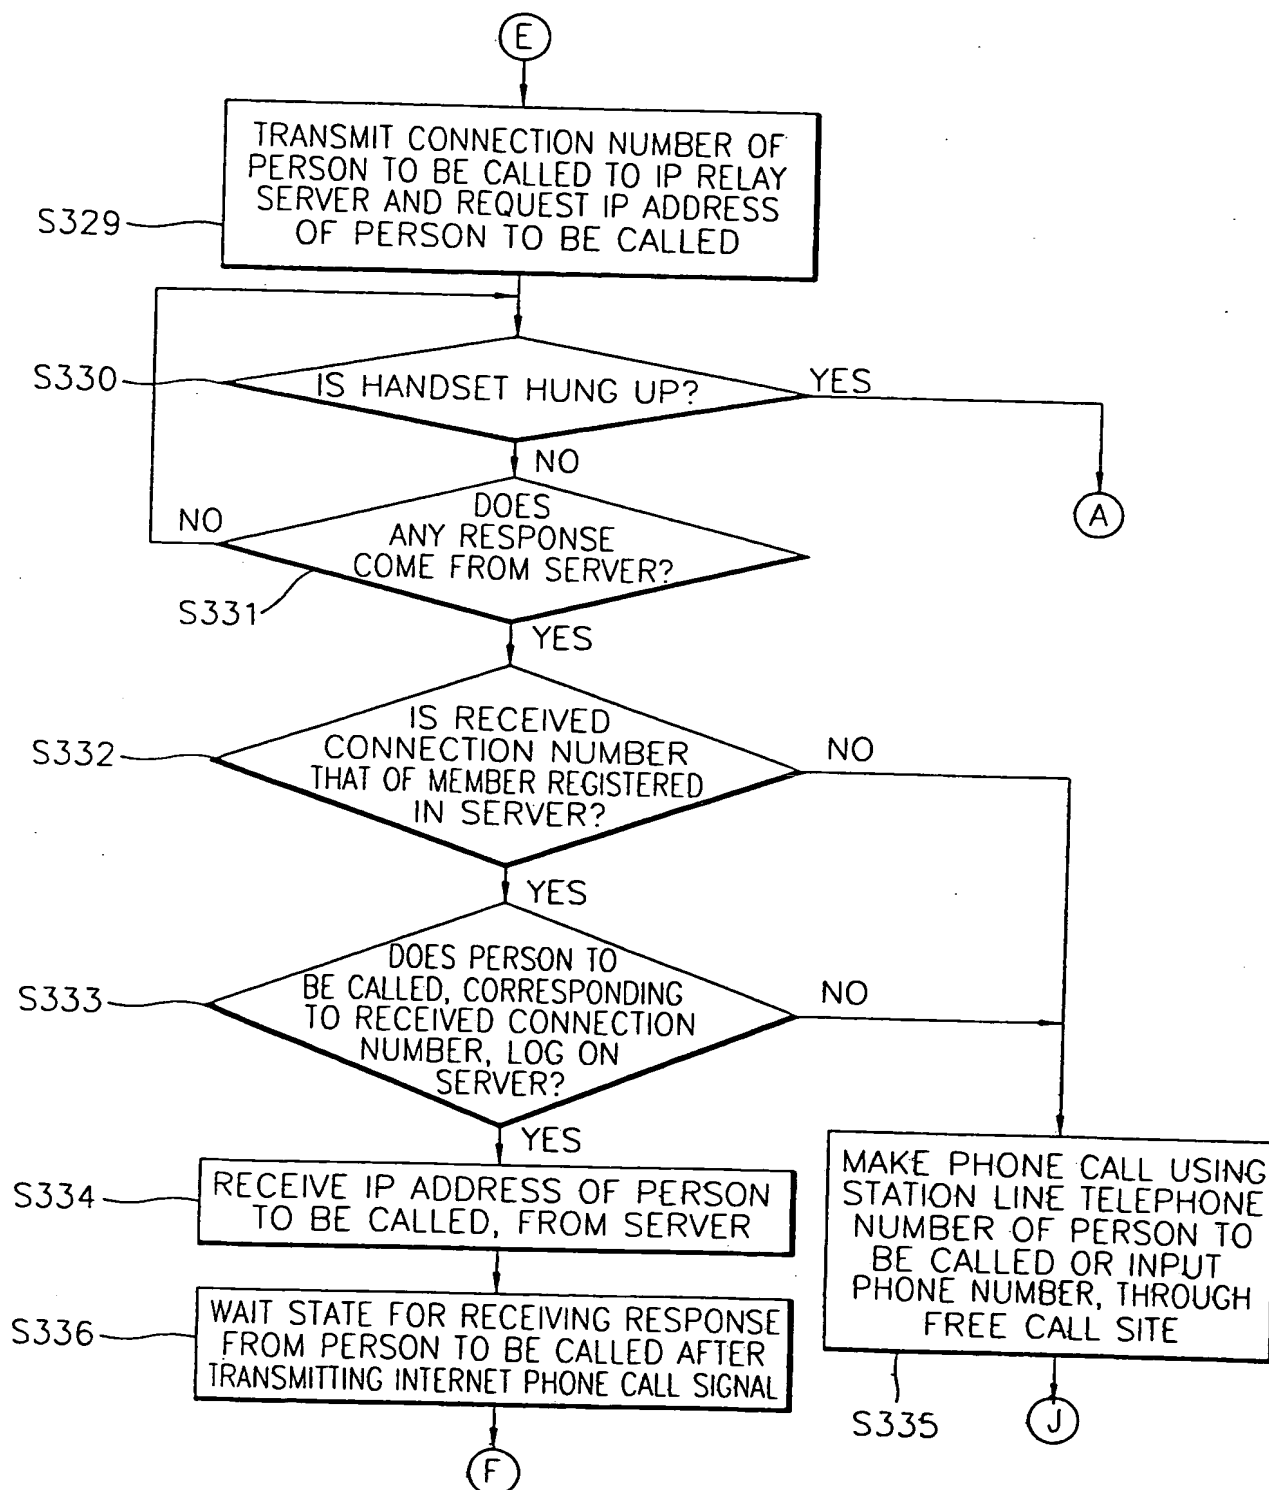 E
TRANSMIT CONNECTION NUMBER OF
PERSON TO BE CALLED TO IP RELAY
SERVER AND REQUEST IP ADDRESS
OF PERSON TO BE CALLED
S329
S330
IS HANDSET HUNG UP?
YES
NO
A
DOES
ANY RESPONSE
COME FROM SERVER?
NO
S331
YES
IS RECEIVED
CONNECTION NUMBER
THAT OF MEMBER REGISTERED
IN SERVER?
S332
NO
YES
DOES PERSON TO
BE CALLED, CORRESPONDING
TO RECEIVED CONNECTION
NUMBER, LOG ON
SERVER?
S333
NO
YES
S334
RECEIVE IP ADDRESS OF PERSON
TO BE CALLED, FROM SERVER
MAKE PHONE CALL USING
STATION LINE TELEPHONE
NUMBER OF PERSON TO
BE CALLED OR INPUT
PHONE NUMBER, THROUGH
FREE CALL SITE
S336
WAIT STATE FOR RECEIVING RESPONSE
FROM PERSON TO BE CALLED AFTER
TRANSMITTING INTERNET PHONE CALL SIGNAL
S335
J
F